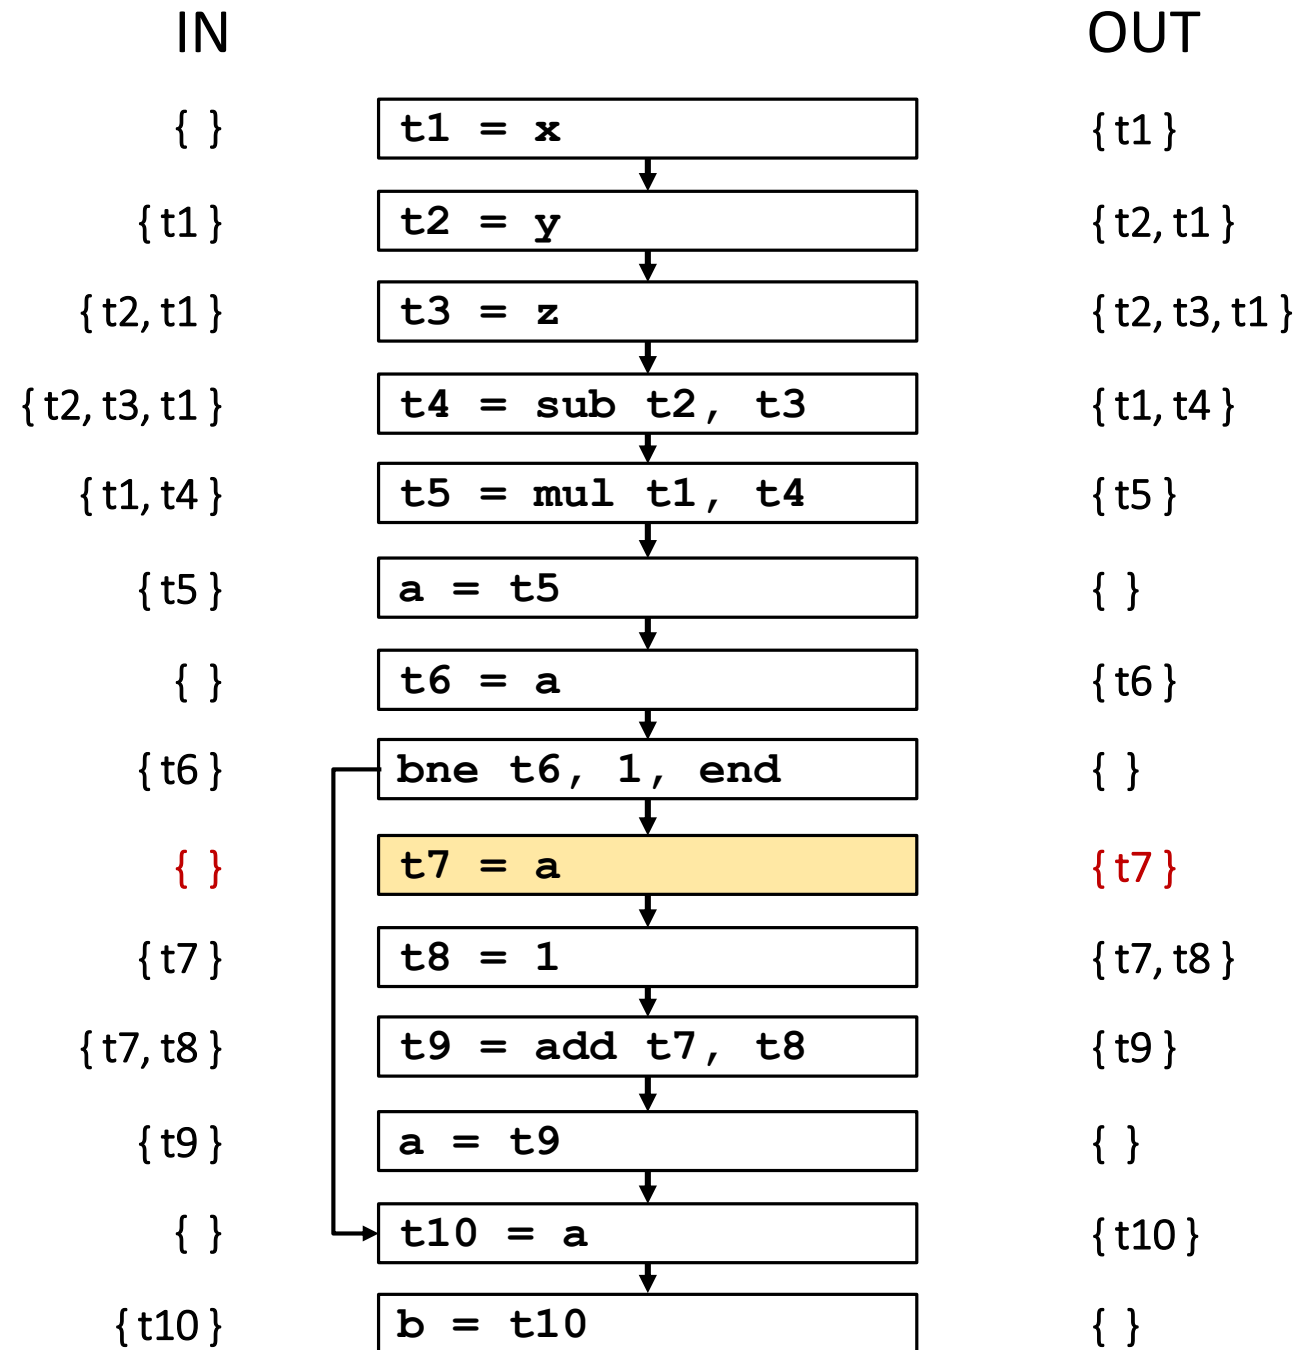 IN OUT
{ } t1 = x { t1 }
{ t1 } t2 = y { t2, t1 }
{ t2, t1 } t3 = z { t2, t3, t1 }
{ t2, t3, t1 } t4 = sub t2, t3 { t1, t4 }
{ t1, t4 } t5 = mul t1, t4 { t5 }
{ t5 } a = t5 { }
{ } t6 = a { t6 }
{ t6 } bne t6, 1, end { }
{ } t7 = a { t7 }
{ t7 } t8 = 1 { t7, t8 }
{ t7, t8 } t9 = add t7, t8 { t9 }
{ t9 } a = t9 { }
{ } t10 = a { t10 }
{ t10 } b = t10 { }